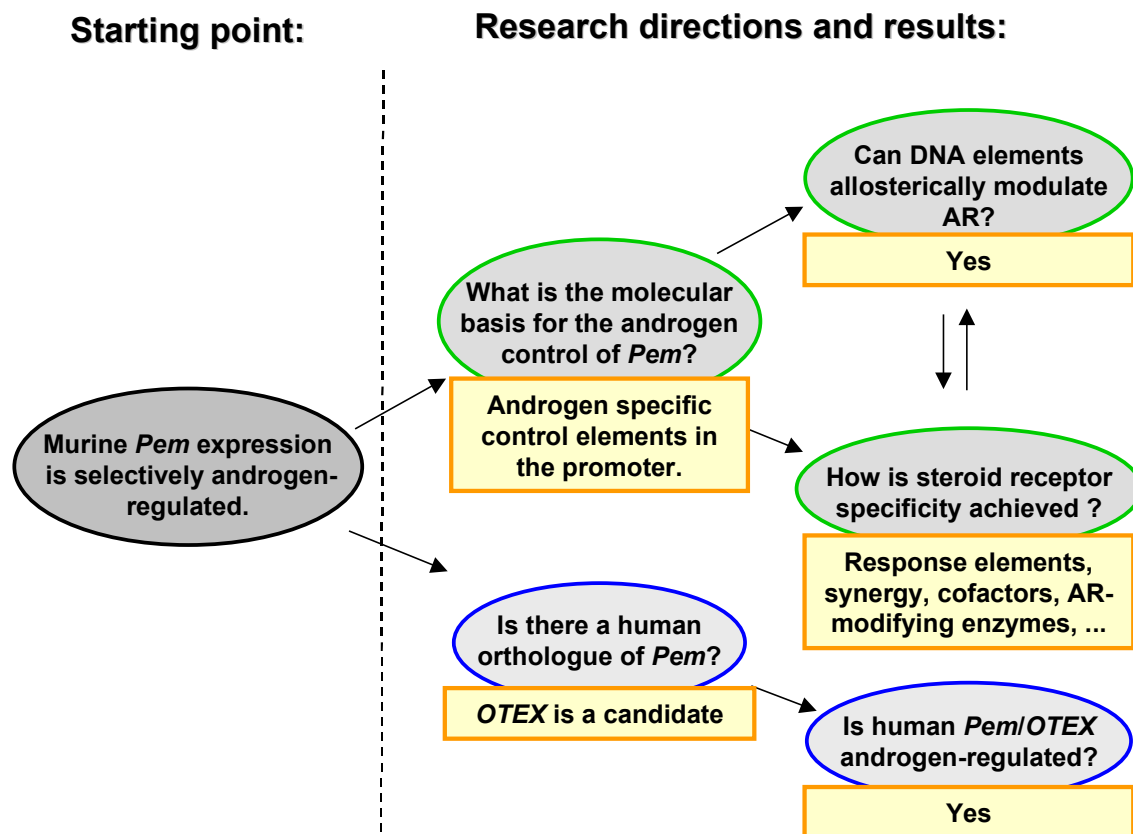 Starting point:
Research directions and results:
Can DNA elements
allosterically modulate
AR?
Yes
What is the molecular
basis for the androgen
control of Pem?
Androgen specific
control elements in
the promoter.
Murine Pem expression
is selectively androgen-
regulated.
How is steroid receptor
specificity achieved ?
Response elements,
synergy, cofactors, AR-
modifying enzymes, ...
Is there a human
orthologue of Pem?
OTEX is a candidate
Is human Pem/OTEX
androgen-regulated?
Yes